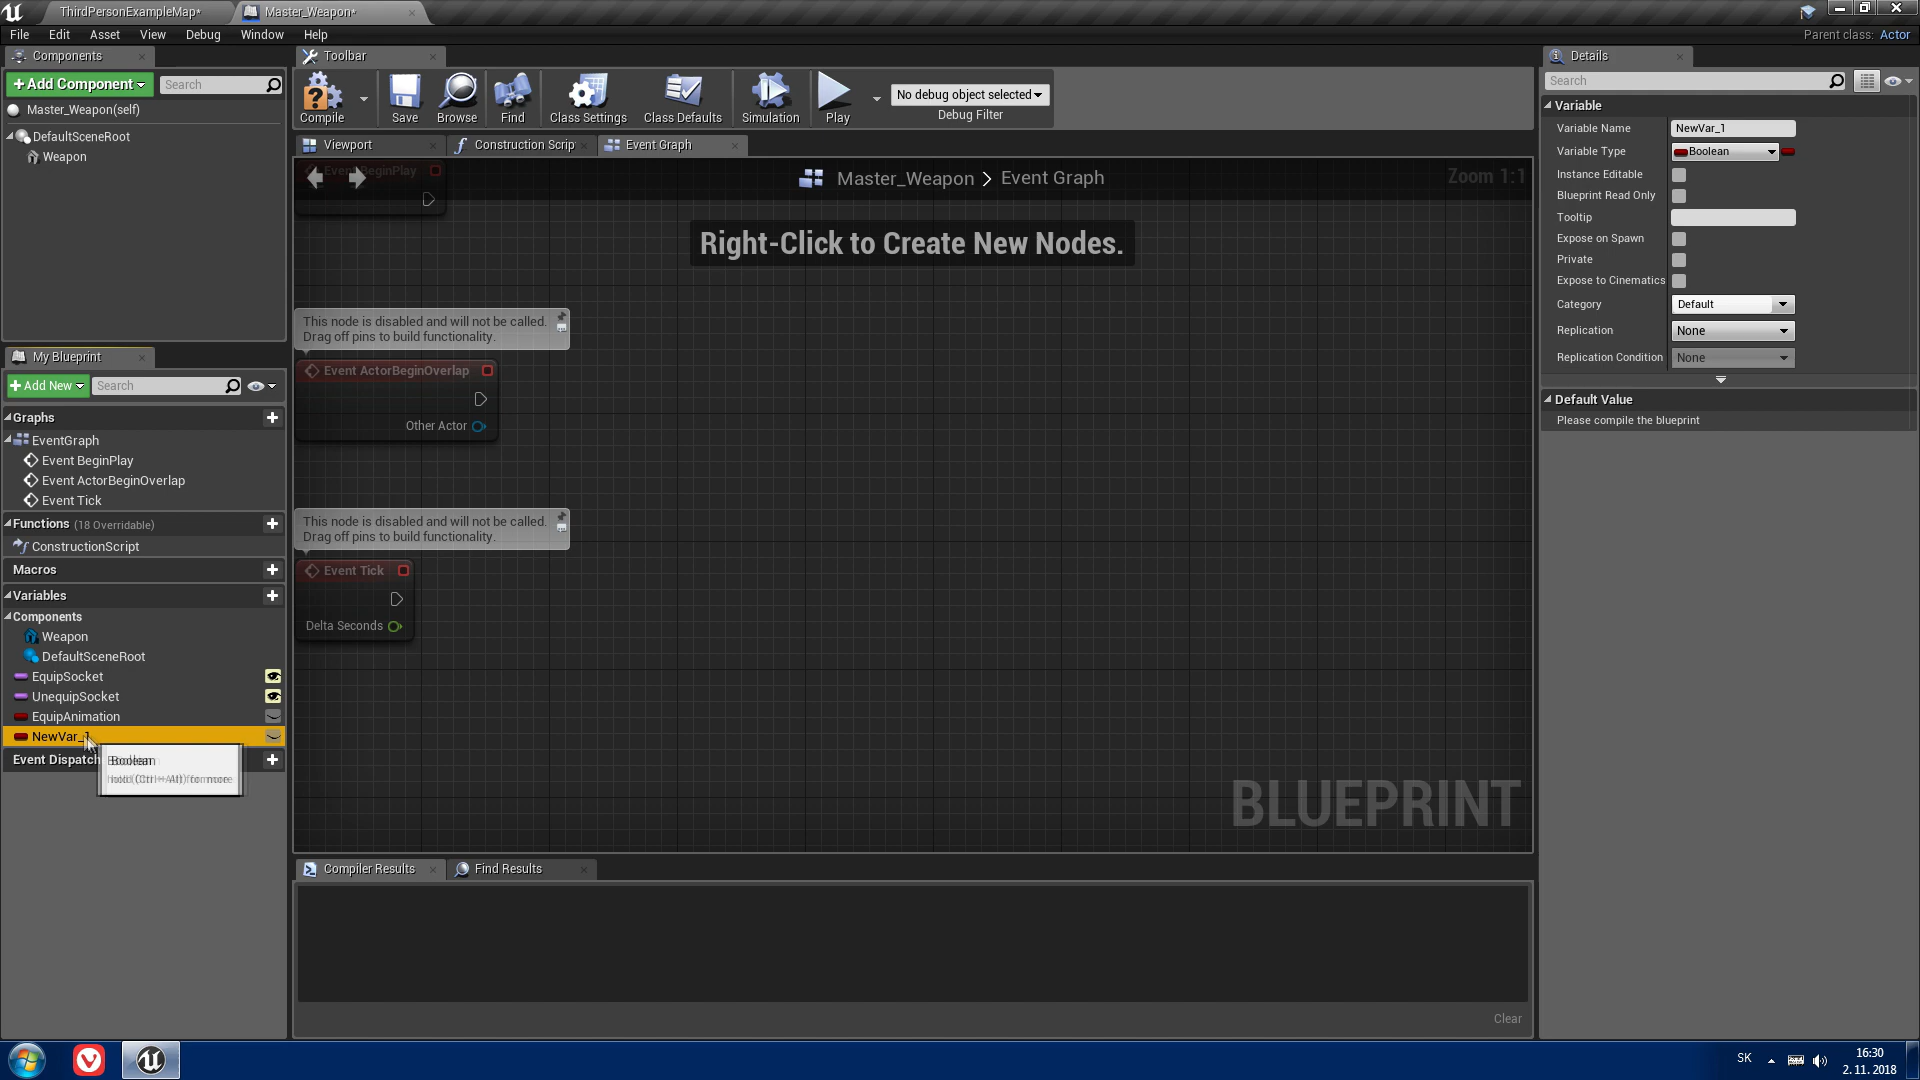 ThirdPersonExampleMap*
Master_Weapon*
File Edit Asset View Debug Window Help
Parent class: Actor
Components
+Add Component
Search
Master_Weapon(self)
DefaultSceneRoot
Weapon
My Blueprint
+Add New
Search
Graphs
EventGraph
Event BeginPlay
Event ActorBeginOverlap
Event Tick
Functions (18 Overridable)
ConstructionScript
Macros
Variables
Components
Weapon
DefaultSceneRoot
EquipSocket
UnequipSocket
EquipAnimation
NewVar_1
Event Dispatch
Boolean
Toolbar
Compile
Save
Browse
Find
Class Settings
Class Defaults
Simulation
Play
No debug object selected
Debug Filter
Viewport
Construction Scrip
Event Graph
Event BeginPlay
Master_Weapon > Event Graph
Zoom 1:1
Right-Click to Create New Nodes.
This node is disabled and will not be called.
Drag off pins to build functionality.
Event ActorBeginOverlap
Other Actor
This node is disabled and will not be called.
Drag off pins to build functionality.
Event Tick
Delta Seconds
BLUEPRINT
Compiler Results
Find Results
Clear
Details
Search
Variable
Variable Name NewVar_1
Variable Type Boolean
Instance Editable
Blueprint Read Only
Tooltip
Expose on Spawn
Private
Expose to Cinematics
Category Default
Replication None
Replication Condition None
Default Value
Please compile the blueprint
SK
16:30
2. 11. 2018